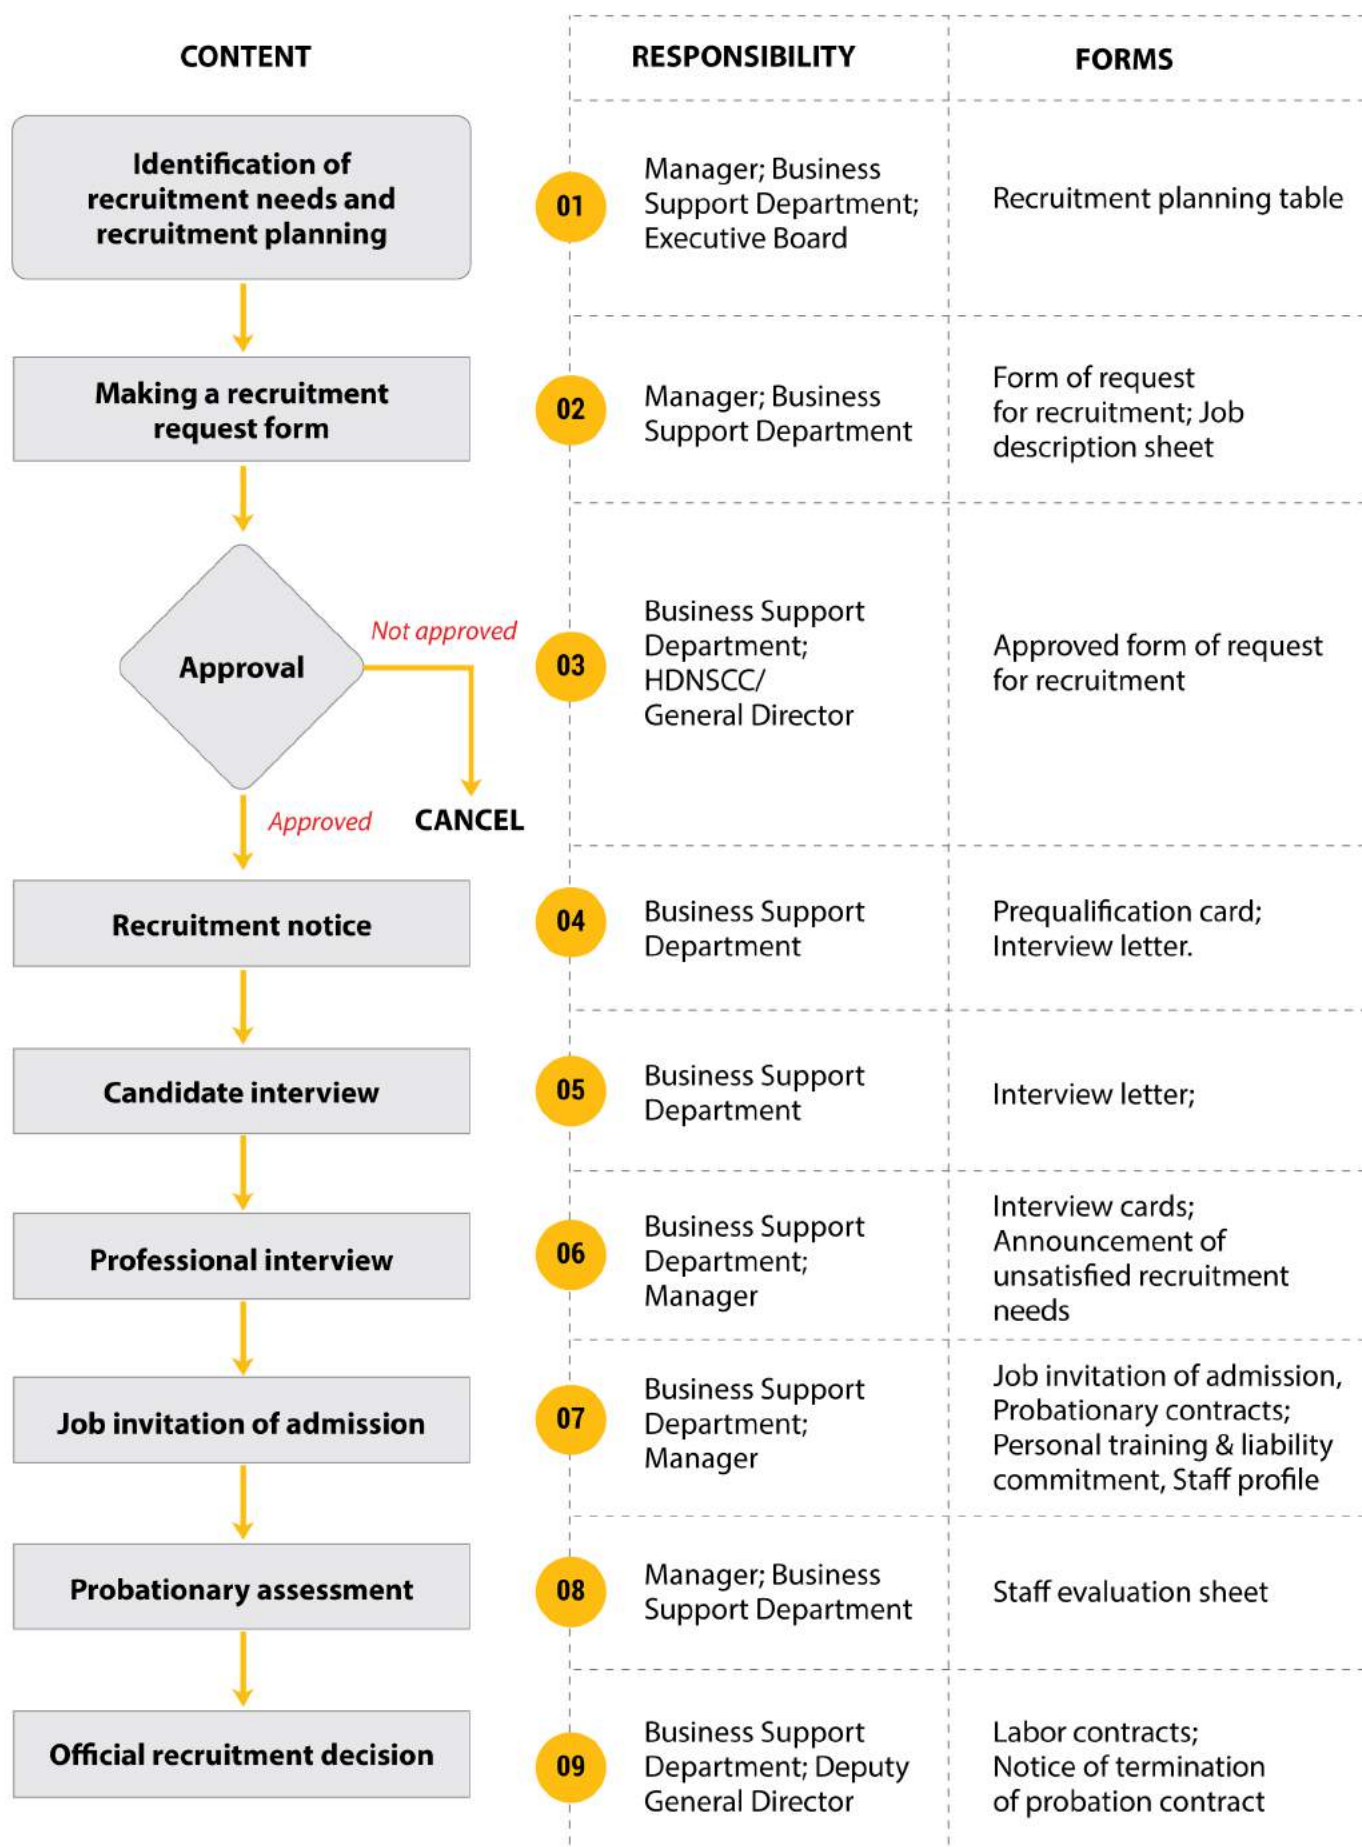 CONTENT
RESPONSIBILITY
FORMS
Identification of
recruitment needs and
recruitment planning
01
Manager; Business
Support Department;
Executive Board
Recruitment planning table
Making a recruitment
request form
02
Manager; Business
Support Department
Form of request
for recruitment; Job
description sheet
Approval
Not approved
CANCEL
Approved
03
Business Support
Department;
HDNSCC/
General Director
Approved form of request
for recruitment
Recruitment notice
04
Business Support
Department
Prequalification card;
Interview letter.
Candidate interview
05
Business Support
Department
Interview letter;
Professional interview
06
Business Support
Department;
Manager
Interview cards;
Announcement of
unsatisfied recruitment
needs
Job invitation of admission
07
Business Support
Department;
Manager
Job invitation of admission,
Probationary contracts;
Personal training & liability
commitment, Staff profile
Probationary assessment
08
Manager; Business
Support Department
Staff evaluation sheet
Official recruitment decision
09
Business Support
Department; Deputy
General Director
Labor contracts;
Notice of termination
of probation contract